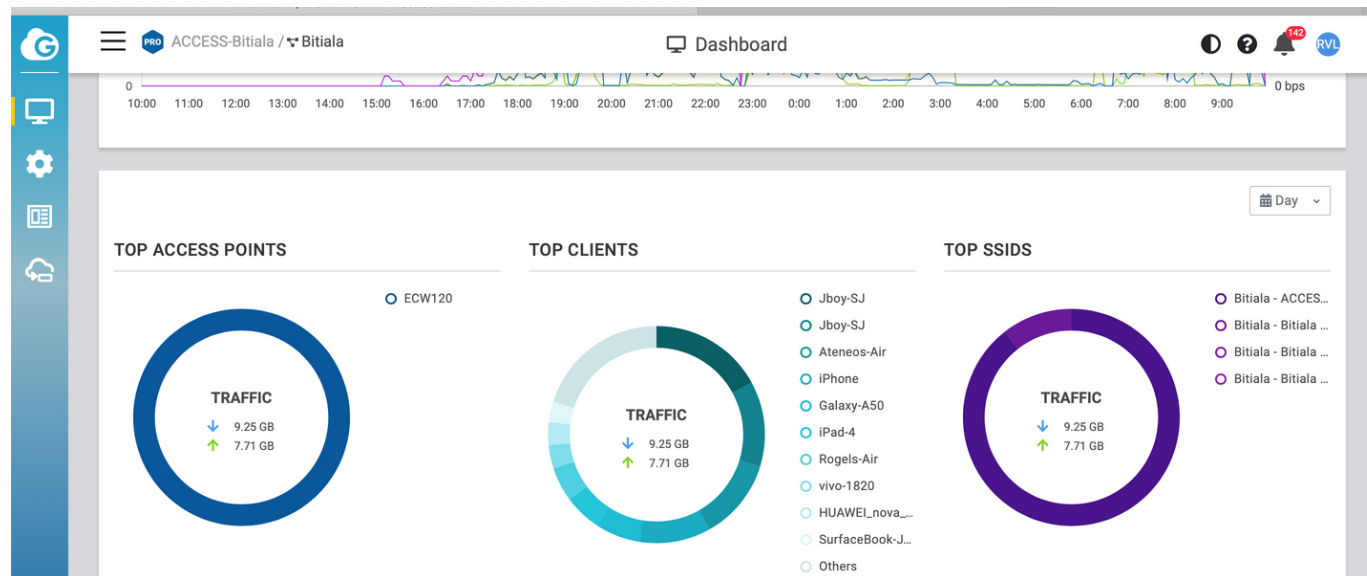 PRO ACCESS-Bitiala / Bitiala
Dashboard
142
RVL
0
0 bps
10:00 11:00 12:00 13:00 14:00 15:00 16:00 17:00 18:00 19:00 20:00 21:00 22:00 23:00 0:00 1:00 2:00 3:00 4:00 5:00 6:00 7:00 8:00 9:00
Day
TOP ACCESS POINTS
ECW120
TRAFFIC
9.25 GB
7.71 GB
TOP CLIENTS
Jboy-SJ
Jboy-SJ
Ateneos-Air
iPhone
Galaxy-A50
iPad-4
Rogels-Air
vivo-1820
HUAWEI_nova_...
SurfaceBook-J...
Others
TRAFFIC
9.25 GB
7.71 GB
TOP SSIDS
Bitiala - ACCES...
Bitiala - Bitiala ...
Bitiala - Bitiala ...
Bitiala - Bitiala ...
TRAFFIC
9.25 GB
7.71 GB